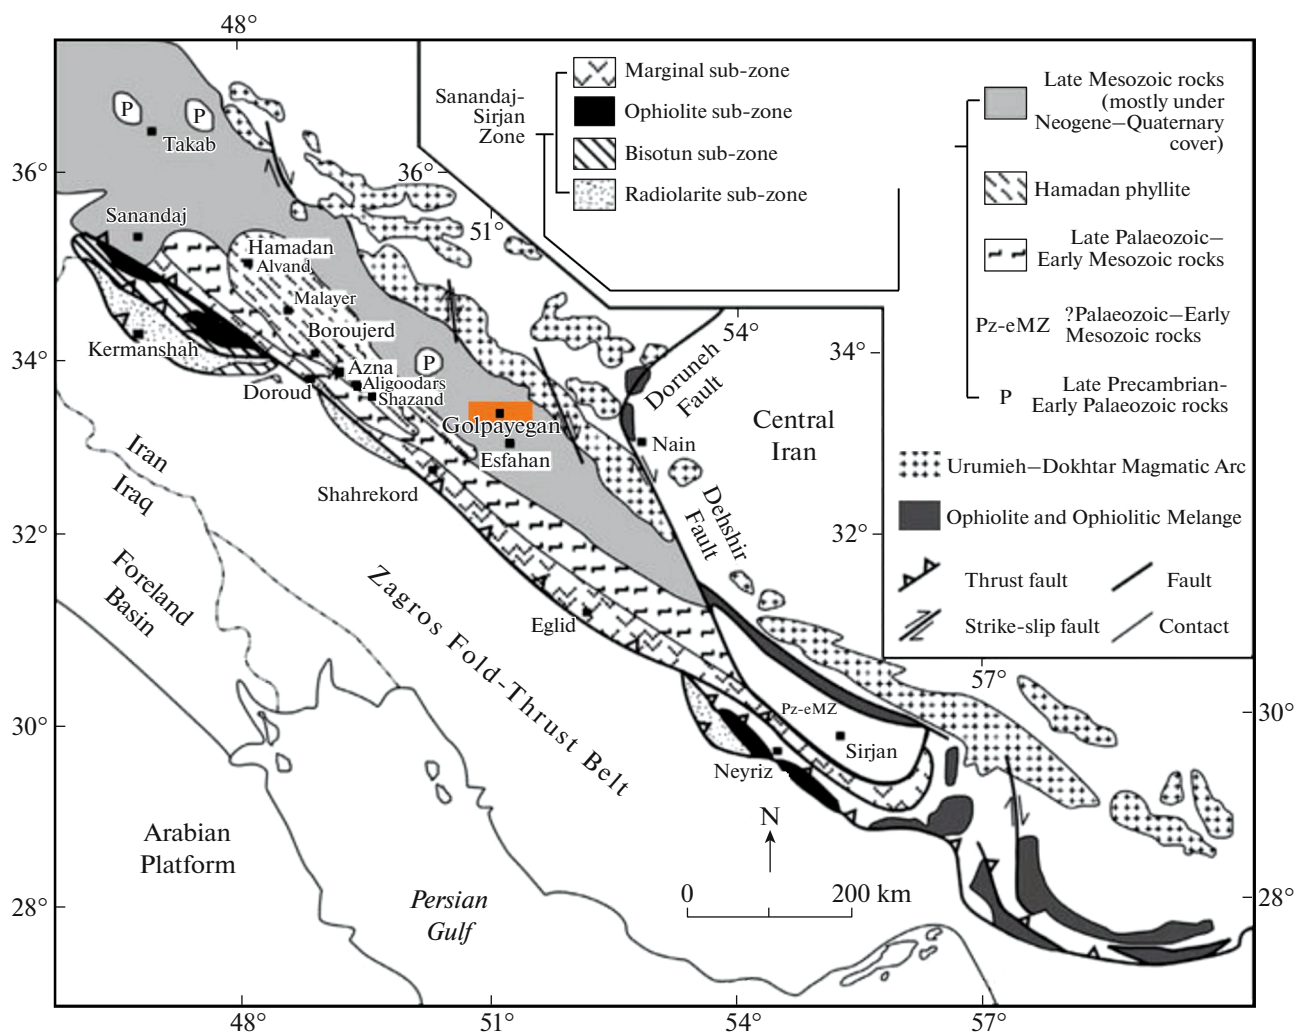 48°
Sanandaj-
Sirjan
Zone
Marginal sub-zone
Ophiolite sub-zone
Bisotun sub-zone
Radiolarite sub-zone
Late Mesozoic rocks
(mostly under
Neogene–Quaternary
cover)
Hamadan phyllite
Late Palaeozoic–
Early Mesozoic rocks
Pz-eMZ
?Palaeozoic–Early
Mesozoic rocks
P
Late Precambrian-
Early Palaeozoic rocks
Urumieh–Dokhtar Magmatic Arc
Ophiolite and Ophiolitic Melange
Thrust fault
Fault
Strike-slip fault
Contact
P
P
Takab
36°
36°
51°
Sanandaj
Hamadan
Alvand
Malayer
Boroujerd
Kermanshah
34°
P
Azna
Aligoodars
Shazand
Doroud
Golpayegan
Esfahan
54°
34°
Doruneh
Fault
Central
Iran
Nain
Dehshir
Fault
Shahrekord
Iran
Iraq
32°
32°
Foreland
Basin
Zagros Fold-Thrust Belt
Eglid
57°
30°
30°
Pz-eMZ
Sirjan
Neyriz
N
Arabian
Platform
0
200 km
Persian
Gulf
28°
28°
48°
51°
54°
57°